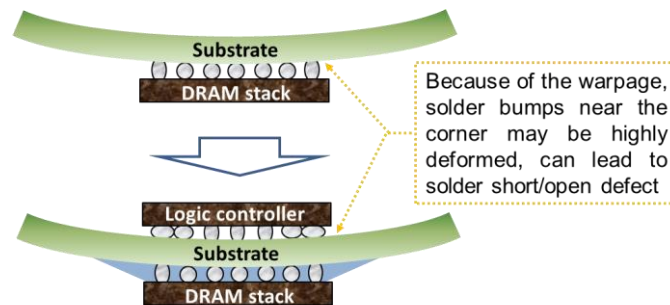 Substrate
DRAM stack
Because of the warpage,
solder bumps near the
corner may be highly
deformed, can lead to
solder short/open defect
Logic controller
Substrate
DRAM stack